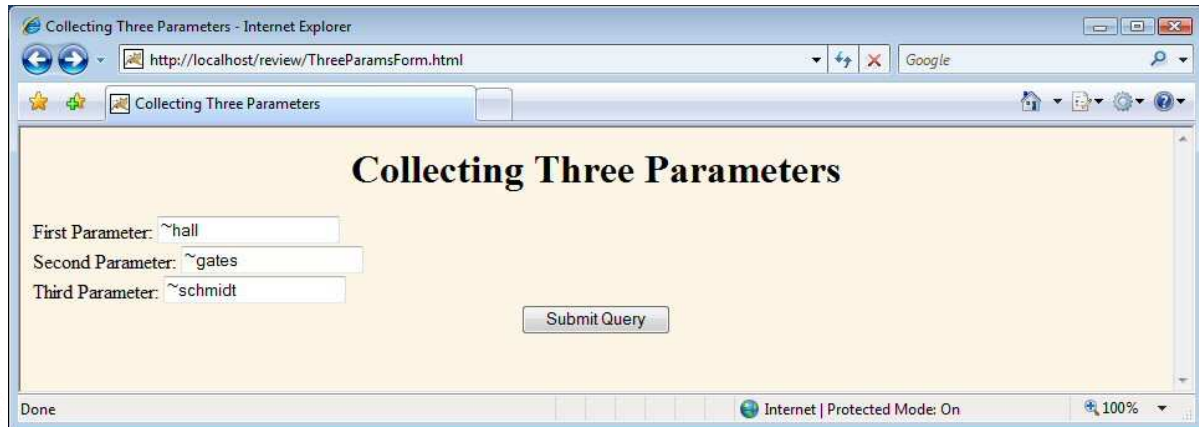 Collecting Three Parameters - Internet Explorer
http://localhost/review/ThreeParamsForm.html
Google
Collecting Three Parameters
Collecting Three Parameters
First Parameter: ~hall
Second Parameter: ~gates
Third Parameter: ~schmidt
Submit Query
Done
Internet | Protected Mode: On
100%